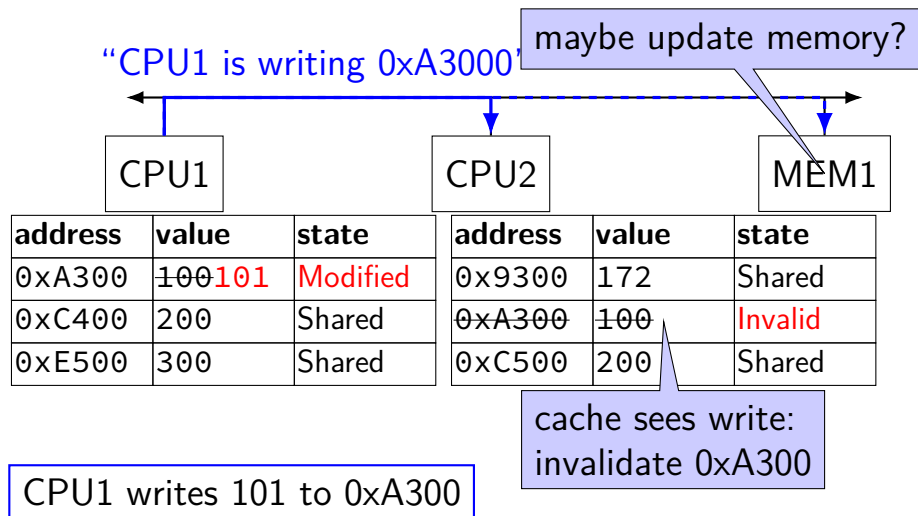 maybe update memory?
“CPU1 is writing 0xA3000”
CPU1
CPU2
MEM1
address value state
0xA300 100101 Modified
0xC400 200 Shared
0xE500 300 Shared
address value state
0x9300 172 Shared
0xA300 100 Invalid
0xC500 200 Shared
cache sees write:
invalidate 0xA300
CPU1 writes 101 to 0xA300